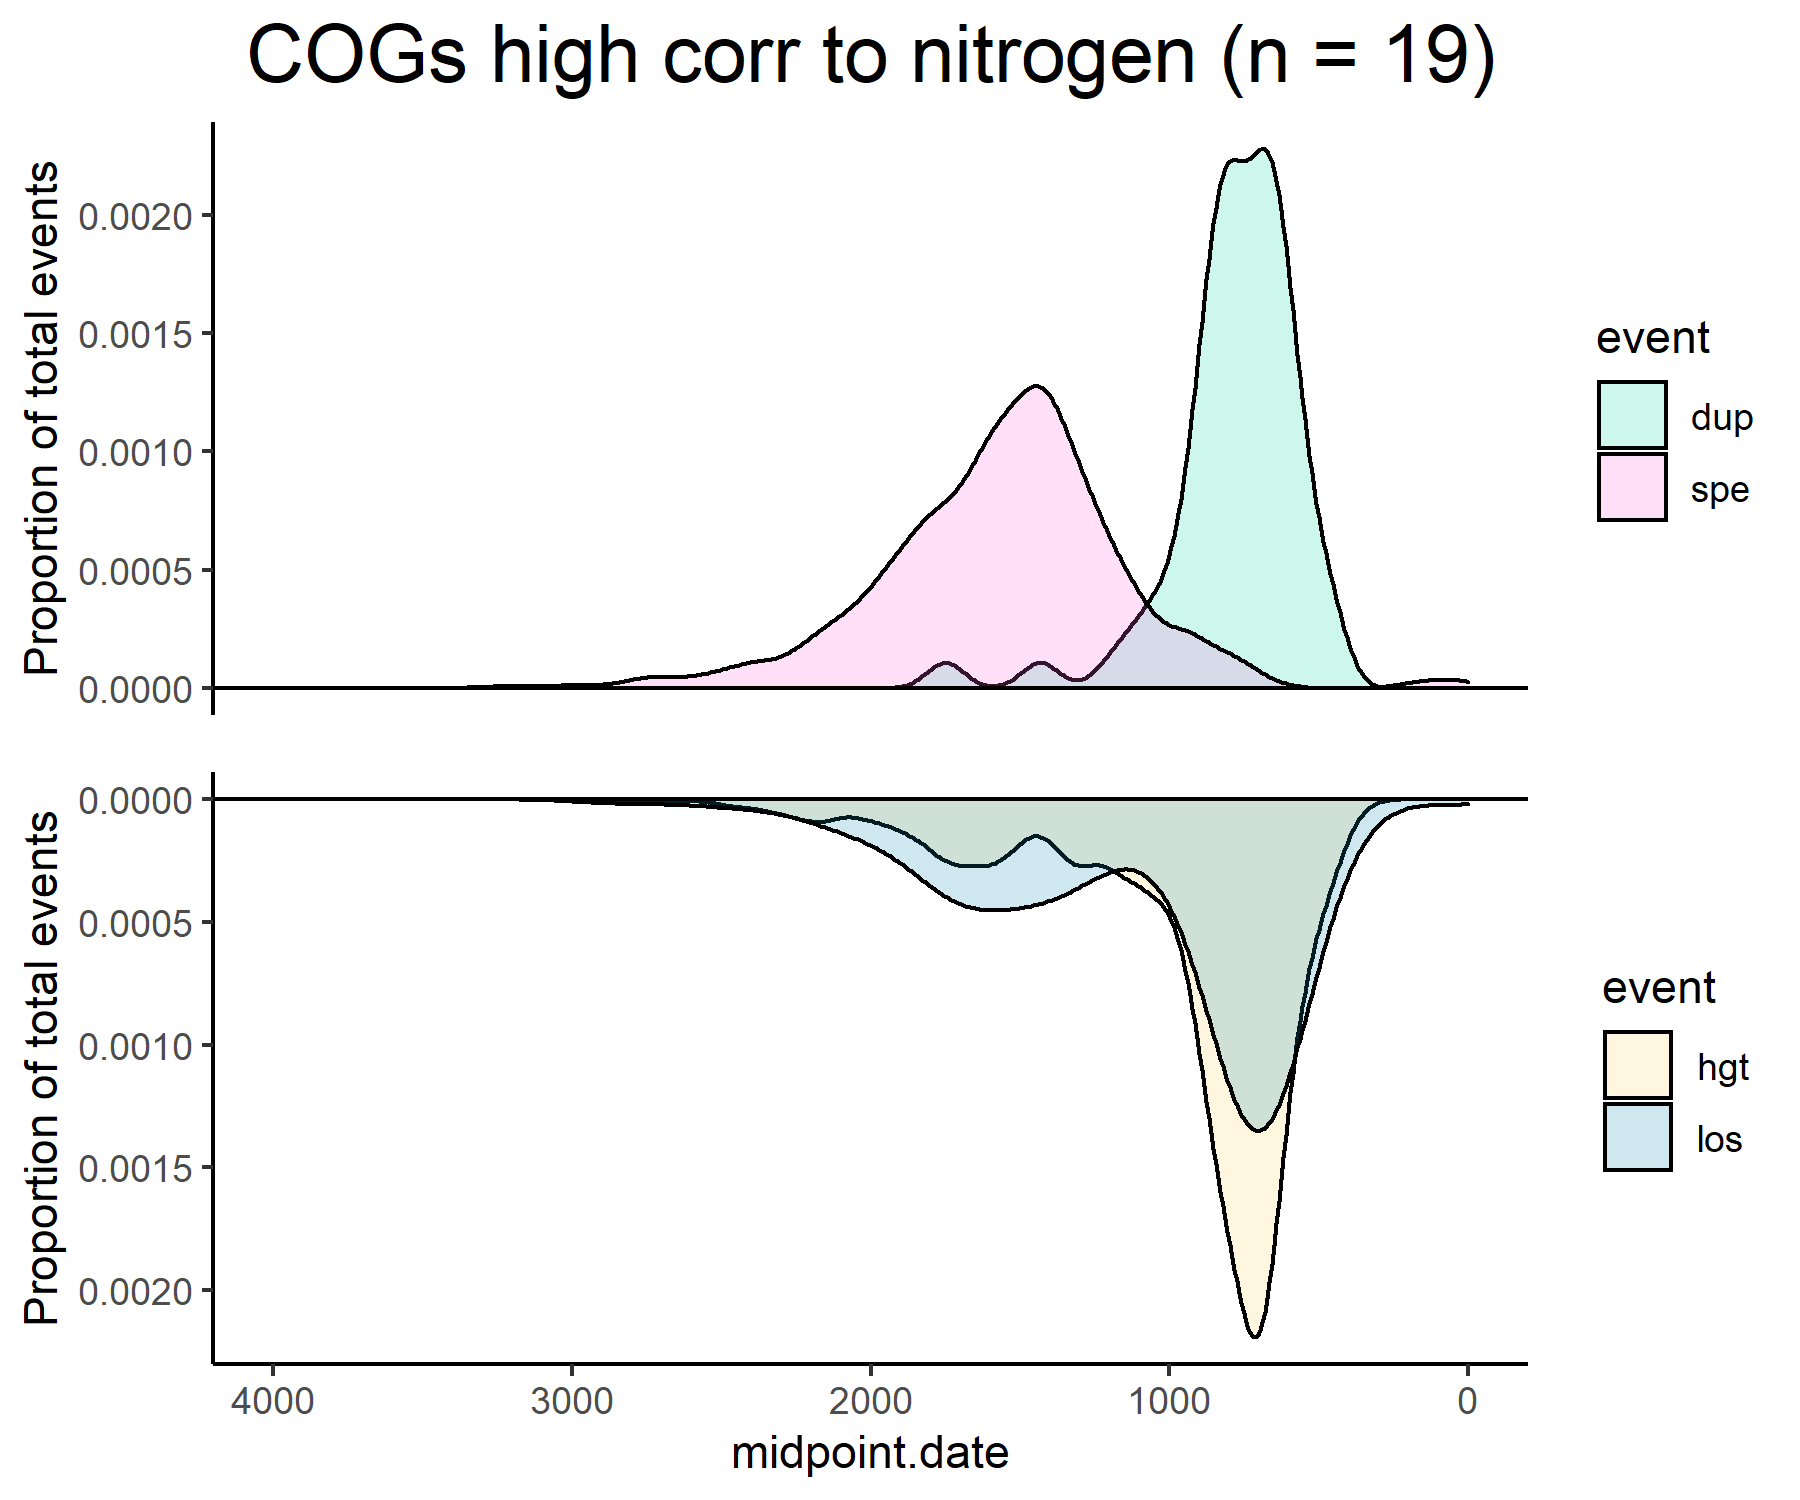 COGs high corr to nitrogen (n = 19)
Proportion of total events
0.0020
0.0015
0.0010
0.0005
0.0000
event
dup
spe
Proportion of total events
0.0000
0.0005
0.0010
0.0015
0.0020
event
hgt
los
4000 3000 2000 1000 0
midpoint.date